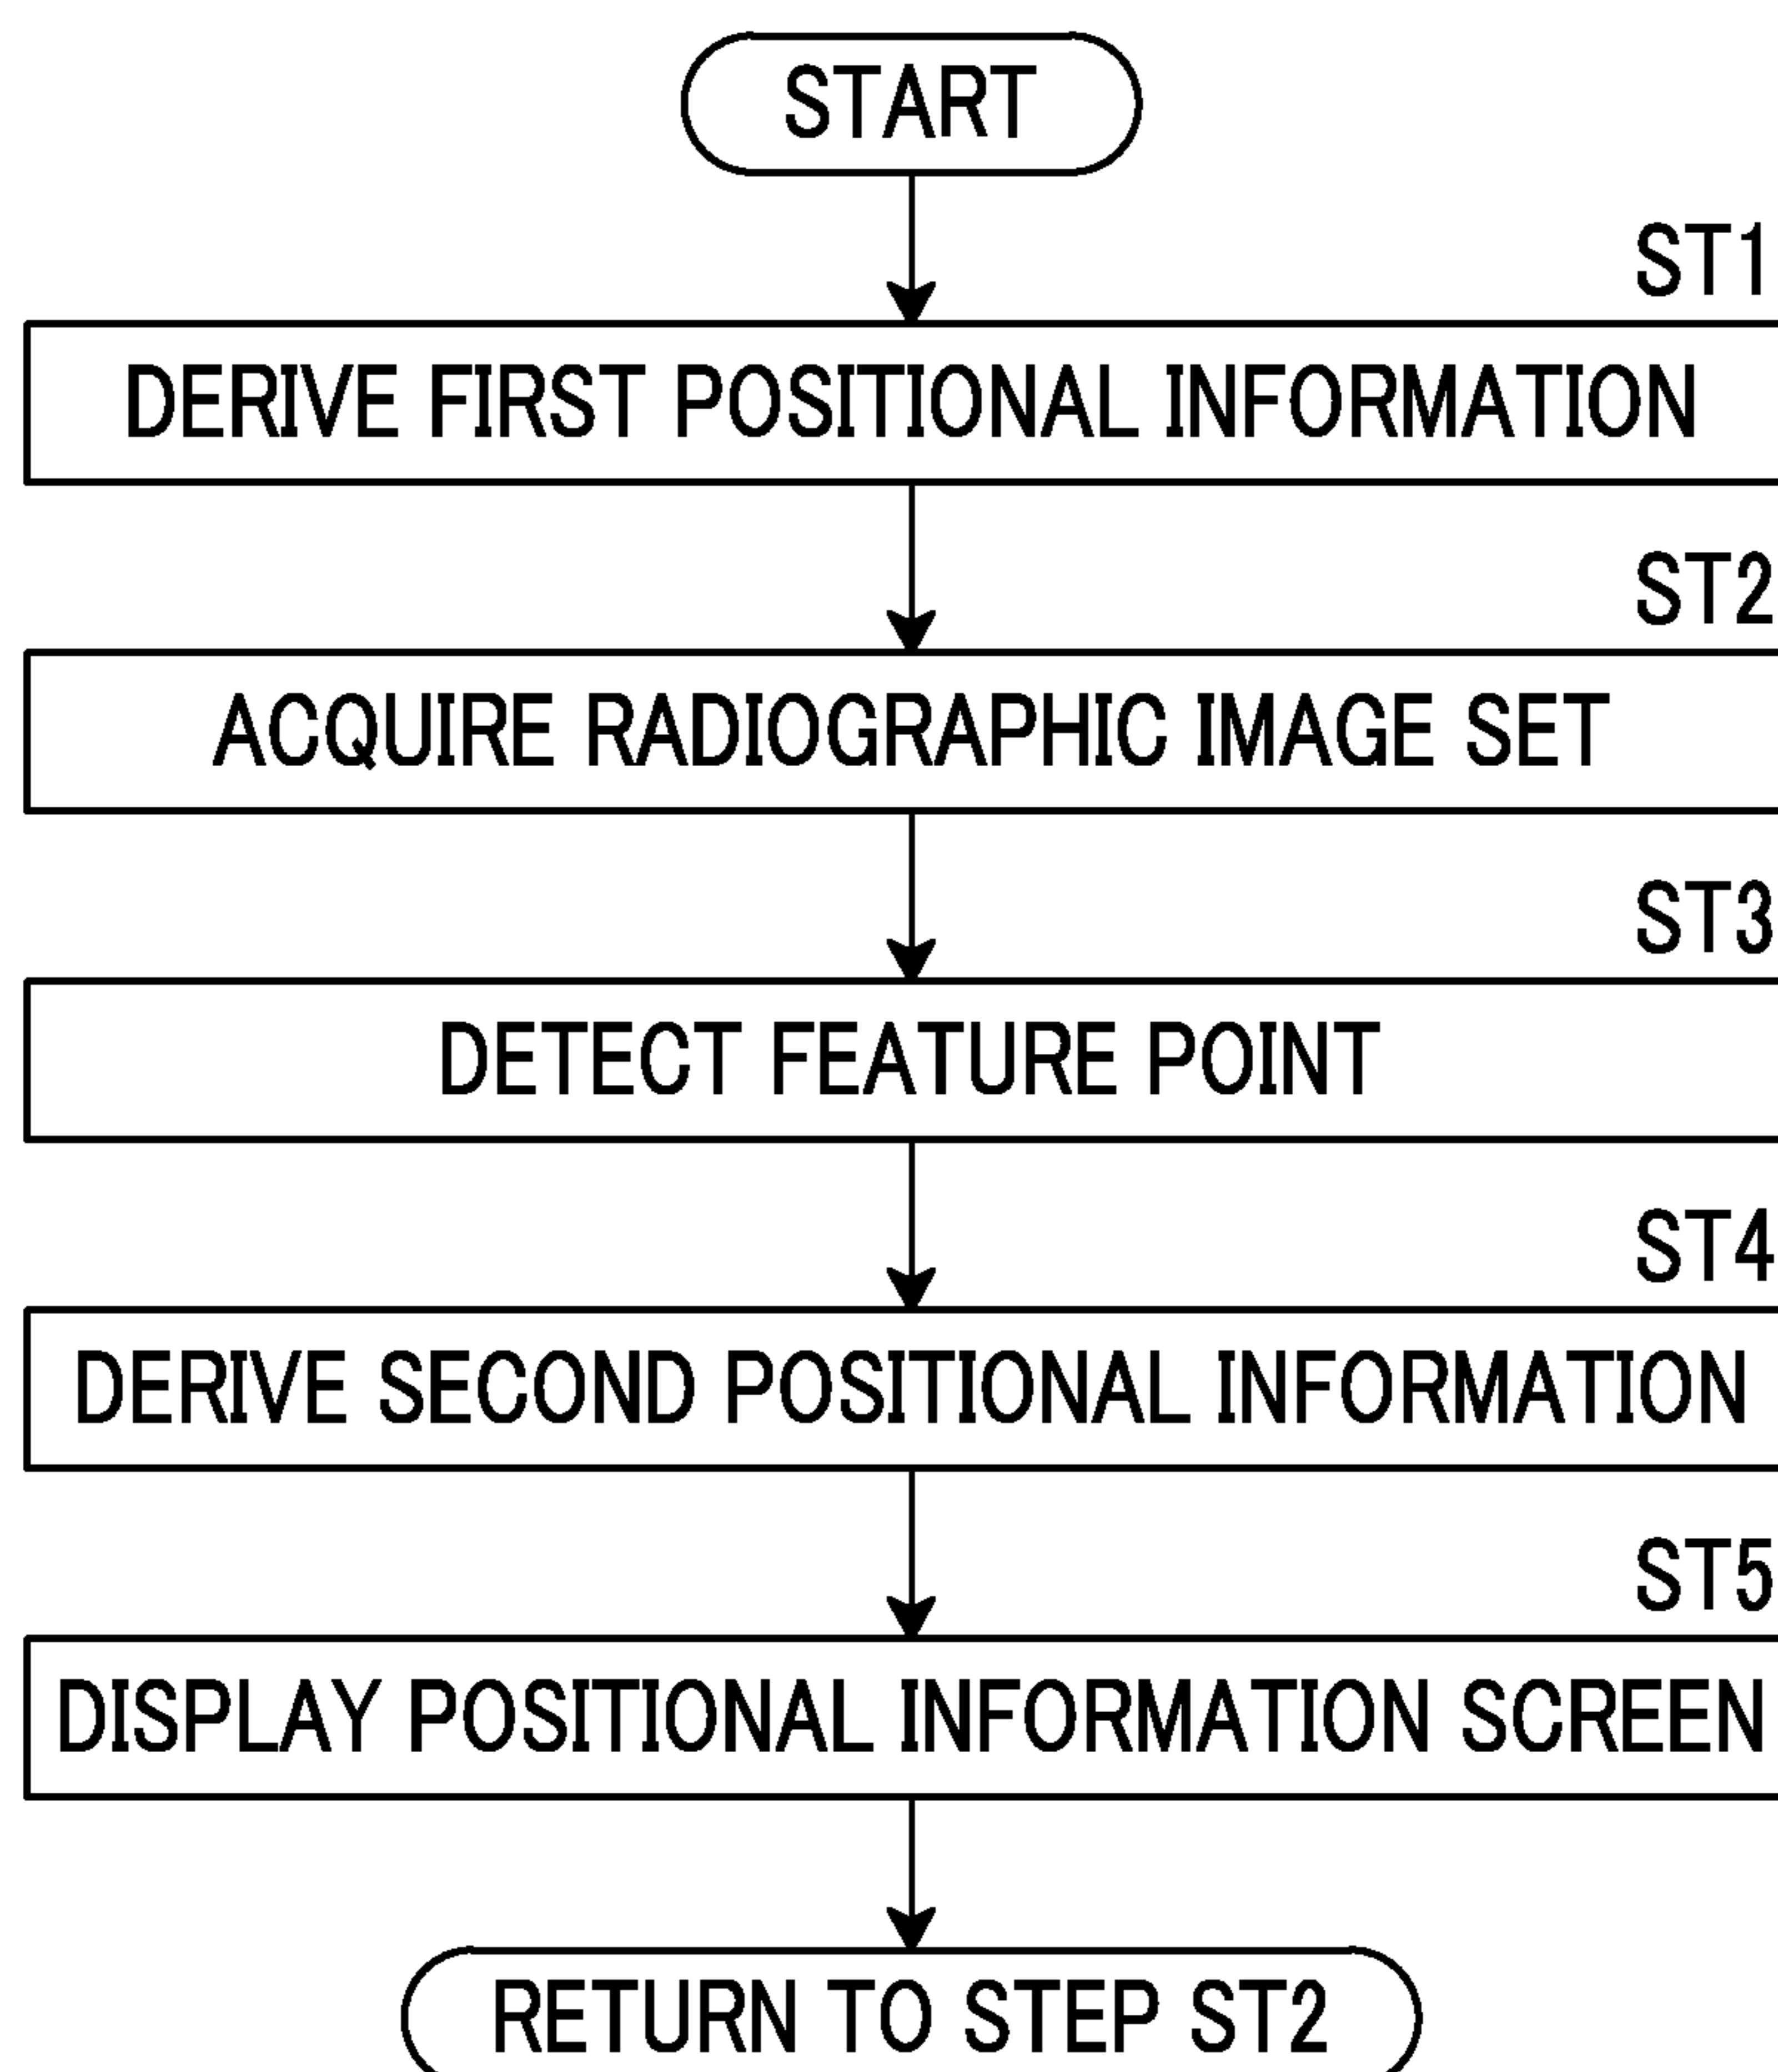 START
ST1
DERIVE FIRST POSITIONAL INFORMATION
ST2
ACQUIRE RADIOGRAPHIC IMAGE SET
ST3
DETECT FEATURE POINT
ST4
DERIVE SECOND POSITIONAL INFORMATION
ST5
DISPLAY POSITIONAL INFORMATION SCREEN
RETURN TO STEP ST2